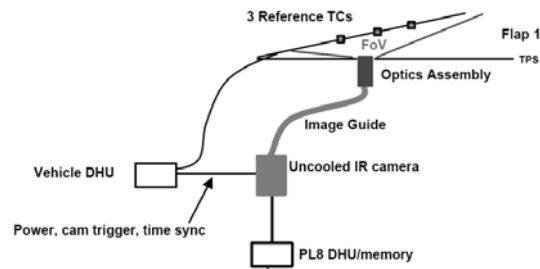 3 Reference TCs
Flap 1
FoV
TPS
Optics Assembly
Image Guide
Vehicle DHU
Uncooled IR camera
Power, cam trigger, time sync
PL8 DHU/memory